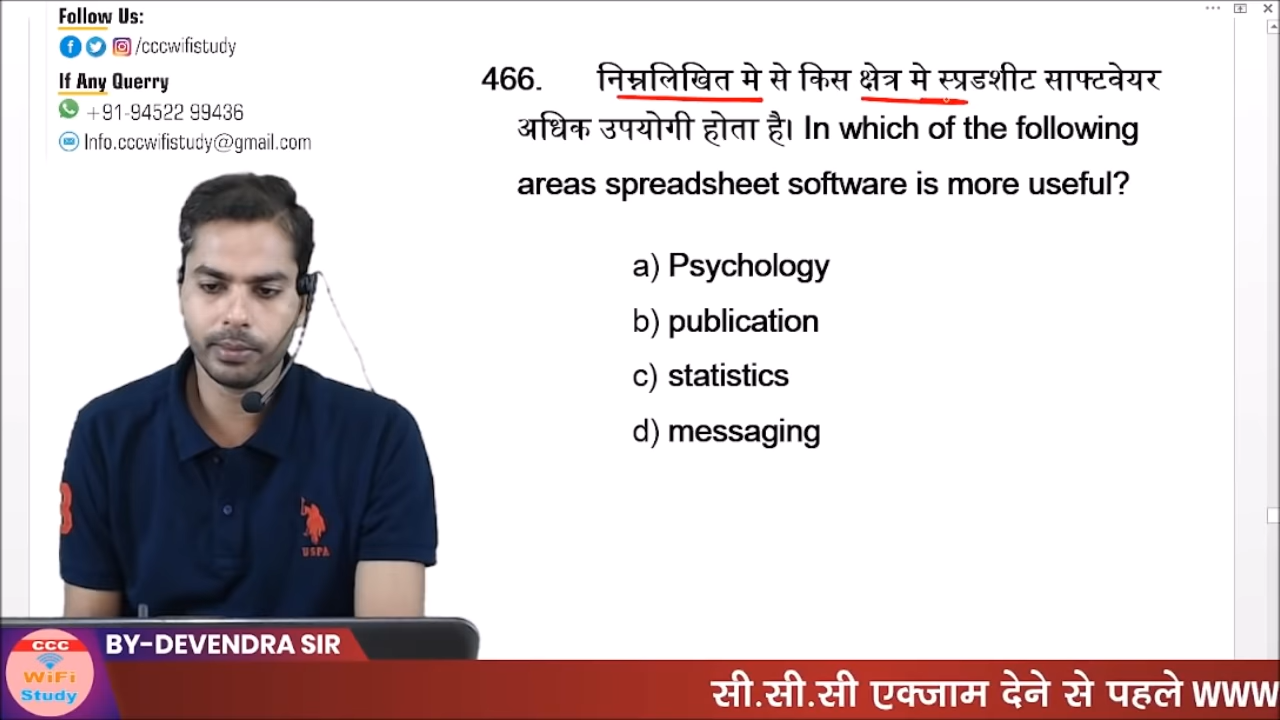 Follow Us:
/cccwifistudy
If Any Querry
+91-94522 99436
Info.cccwifistudy@gmail.com
466. निम्नलिखित मे से किस क्षेत्र मे स्प्रडशीट साफ्टवेयर
अधिक उपयोगी होता है। In which of the following
areas spreadsheet software is more useful?
a) Psychology
b) publication
c) statistics
d) messaging
USPA
BY-DEVENDRA SIR
CCC
WiFi
Study
सी.सी.सी एक्जाम देने से पहले WWW